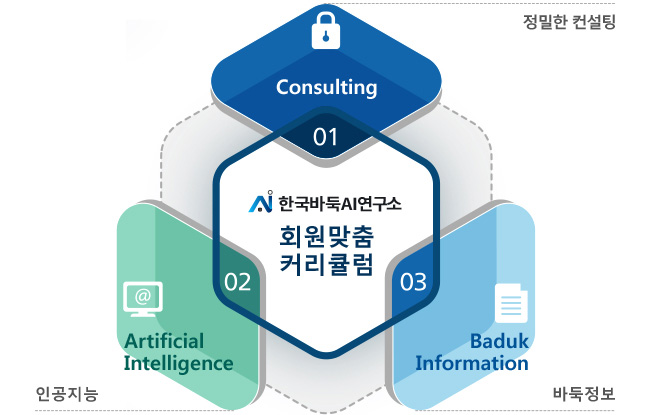 정밀한 컨설팅
Consulting
01
AI 한국바둑AI연구소
회원맞춤
커리큘럼
02
03
@
Artificial
Intelligence
Baduk
Information
인공지능
바둑정보